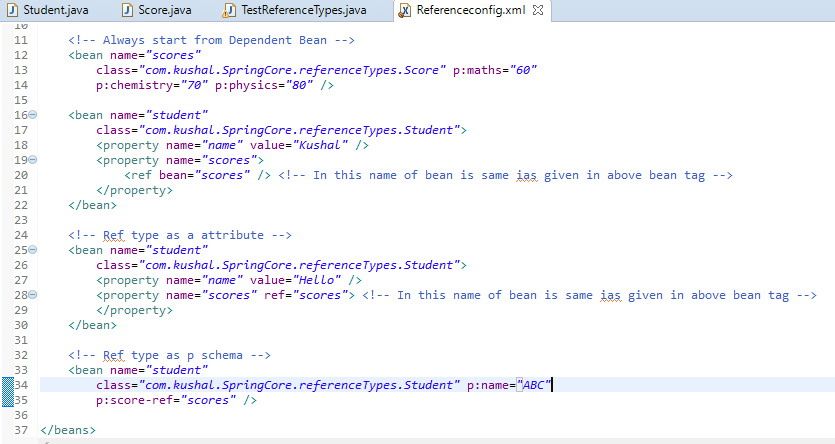 Student.java Score.java TestReferenceTypes.java Referenceconfig.xml
10
11 <!-- Always start from Dependent Bean -->
12 <bean name="scores"
13 class="com.kushal.SpringCore.referenceTypes.Score" p:maths="60"
14 p:chemistry="70" p:physics="80" />
15
16 <bean name="student"
17 class="com.kushal.SpringCore.referenceTypes.Student">
18 <property name="name" value="Kushal" />
19 <property name="scores">
20 <ref bean="scores" /> <!-- In this name of bean is same ias given in above bean tag -->
21 </property>
22 </bean>
23
24 <!-- Ref type as a attribute -->
25 <bean name="student"
26 class="com.kushal.SpringCore.referenceTypes.Student">
27 <property name="name" value="Hello" />
28 <property name="scores" ref="scores"> <!-- In this name of bean is same ias given in above bean tag -->
29 </property>
30 </bean>
31
32 <!-- Ref type as p schema -->
33 <bean name="student"
34 class="com.kushal.SpringCore.referenceTypes.Student" p:name="ABC"
35 p:score-ref="scores" />
36
37 </beans>